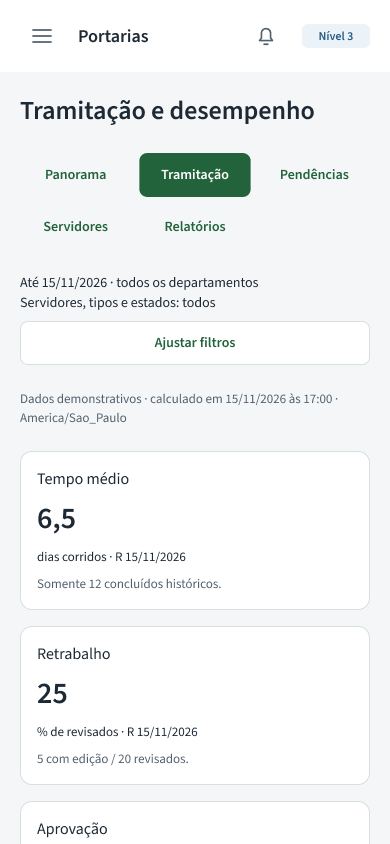 Portarias
Nível 3
Tramitação e desempenho
Panorama
Tramitação
Pendências
Servidores
Relatórios
Até 15/11/2026 · todos os departamentos
Servidores, tipos e estados: todos
Ajustar filtros
Dados demonstrativos · calculado em 15/11/2026 às 17:00 ·
America/Sao_Paulo
Tempo médio
6,5
dias corridos · R 15/11/2026
Somente 12 concluídos históricos.
Retrabalho
25
% de revisados · R 15/11/2026
5 com edição / 20 revisados.
Aprovação